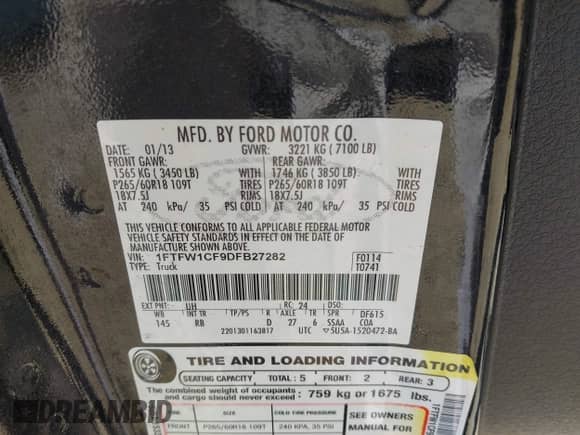 MFD. BY FORD MOTOR CO.
DATE: 01/13 GVWR: 3221 KG ( 7100 LB)
FRONT GAWR: REAR GAWR:
1565 KG ( 3450 LB) WITH 1746 KG ( 3850 LB) WITH
P265/60R18 109T TIRES P265/60R18 109T TIRES
18X7.5J RIMS 18X7.5J RIMS
AT 240 kPa/ 35 PSI COLD AT 240 kPa/ 35 PSI COLD
THIS VEHICLE CONFORMS TO ALL APPLICABLE FEDERAL MOTOR
VEHICLE SAFETY STANDARDS IN EFFECT ON THE DATE OF MANUFACTURE SHOWN ABOVE.
VIN: 1FTFW1CF9DFB27282 F0114
TYPE: Truck T0741
EXT PNT: UH RC: 24 DSO:
WB INT TR TP/PS R AXLE TR SPR DF615
145 RB D 27 6 SSAA COA
2201301163817 UTC ▽5U5A-1520472-BA
TIRE AND LOADING INFORMATION
SEATING CAPACITY TOTAL: 5 FRONT: 2 REAR: 3
The combined weight of occupants
and cargo should never exceed: 759 kg or 1675 lbs.
TIRE SIZE COLD TIRE PRESSURE SEE OWNERS
FRONT P265/60R18 109T 240 KPA, 35 PSI MANUAL FOR
DREAMBID